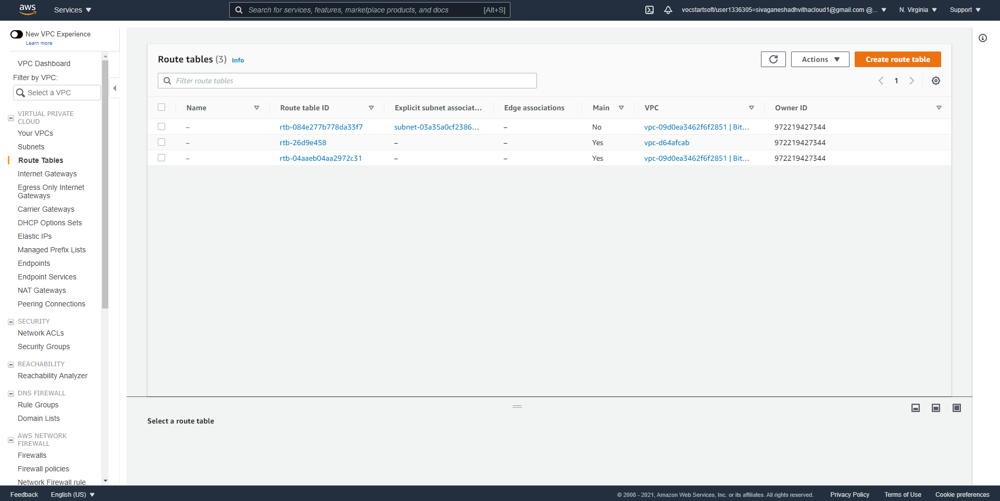 aws
Services
Search for services, features, marketplace products, and docs
[Alt+S]
vocstartsoft/user1336305=sivaganeshadhvithacloud1@gmail.com @...
N. Virginia
Support
New VPC Experience
Learn more
VPC Dashboard
Filter by VPC:
Select a VPC
VIRTUAL PRIVATE
CLOUD
Your VPCs
Subnets
Route Tables
Internet Gateways
Egress Only Internet
Gateways
Carrier Gateways
DHCP Options Sets
Elastic IPs
Managed Prefix Lists
Endpoints
Endpoint Services
NAT Gateways
Peering Connections
SECURITY
Network ACLs
Security Groups
REACHABILITY
Reachability Analyzer
DNS FIREWALL
Rule Groups
Domain Lists
AWS NETWORK
FIREWALL
Firewalls
Firewall policies
Network Firewall rule
Route tables (3) Info
Actions
Create route table
Filter route tables
1
Name Route table ID Explicit subnet associat... Edge associations Main VPC Owner ID
– rtb-084e277b778da33f7 subnet-03a35a0cf2386... – No vpc-09d0ea3462f6f2851 | Bit... 972219427344
– rtb-26d9e458 – – Yes vpc-d64afcab 972219427344
– rtb-04aaeb04aa2972c31 – – Yes vpc-09d0ea3462f6f2851 | Bit... 972219427344
Select a route table
Feedback
English (US)
© 2008 - 2021, Amazon Web Services, Inc. or its affiliates. All rights reserved.
Privacy Policy
Terms of Use
Cookie preferences